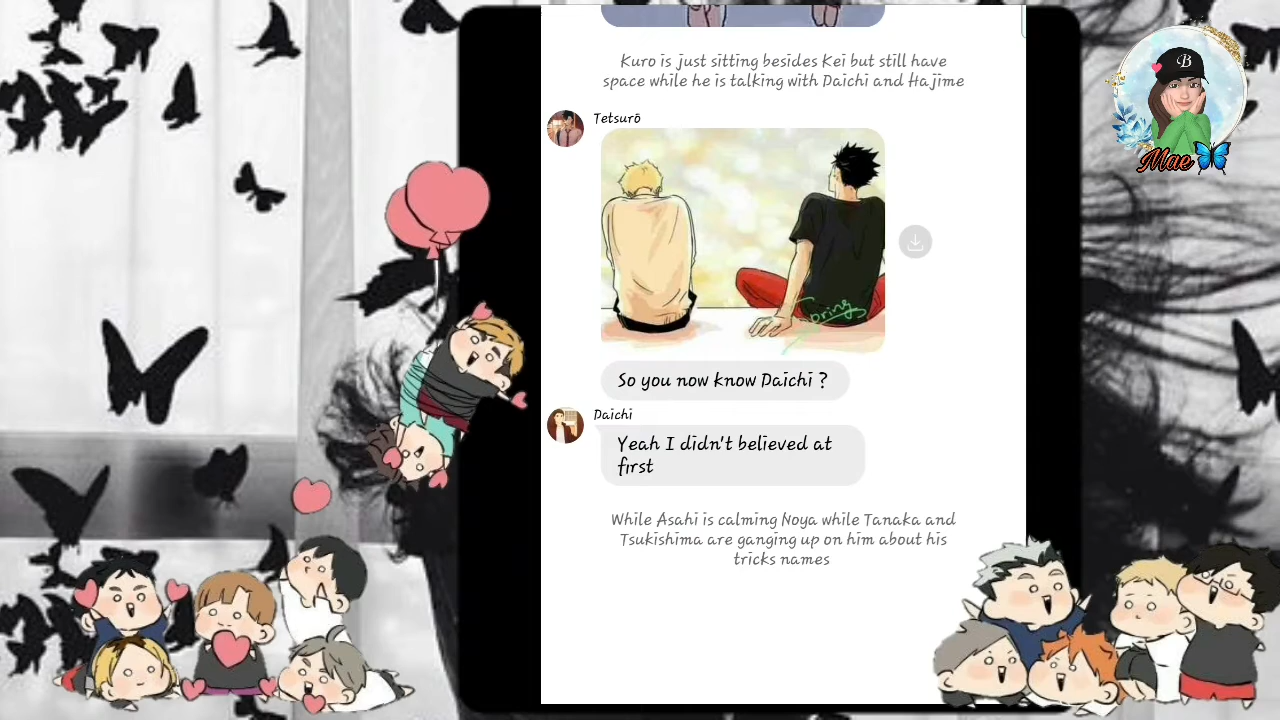 Kuro is just sitting besides Kei but still have
space while he is talking with Daichi and Hajime
Tetsurō
pring
So you now know Daichi ?
Daichi
Yeah I didn't believed at
first
While Asahi is calming Noya while Tanaka and
Tsukishima are ganging up on him about his
tricks names
B
Mae